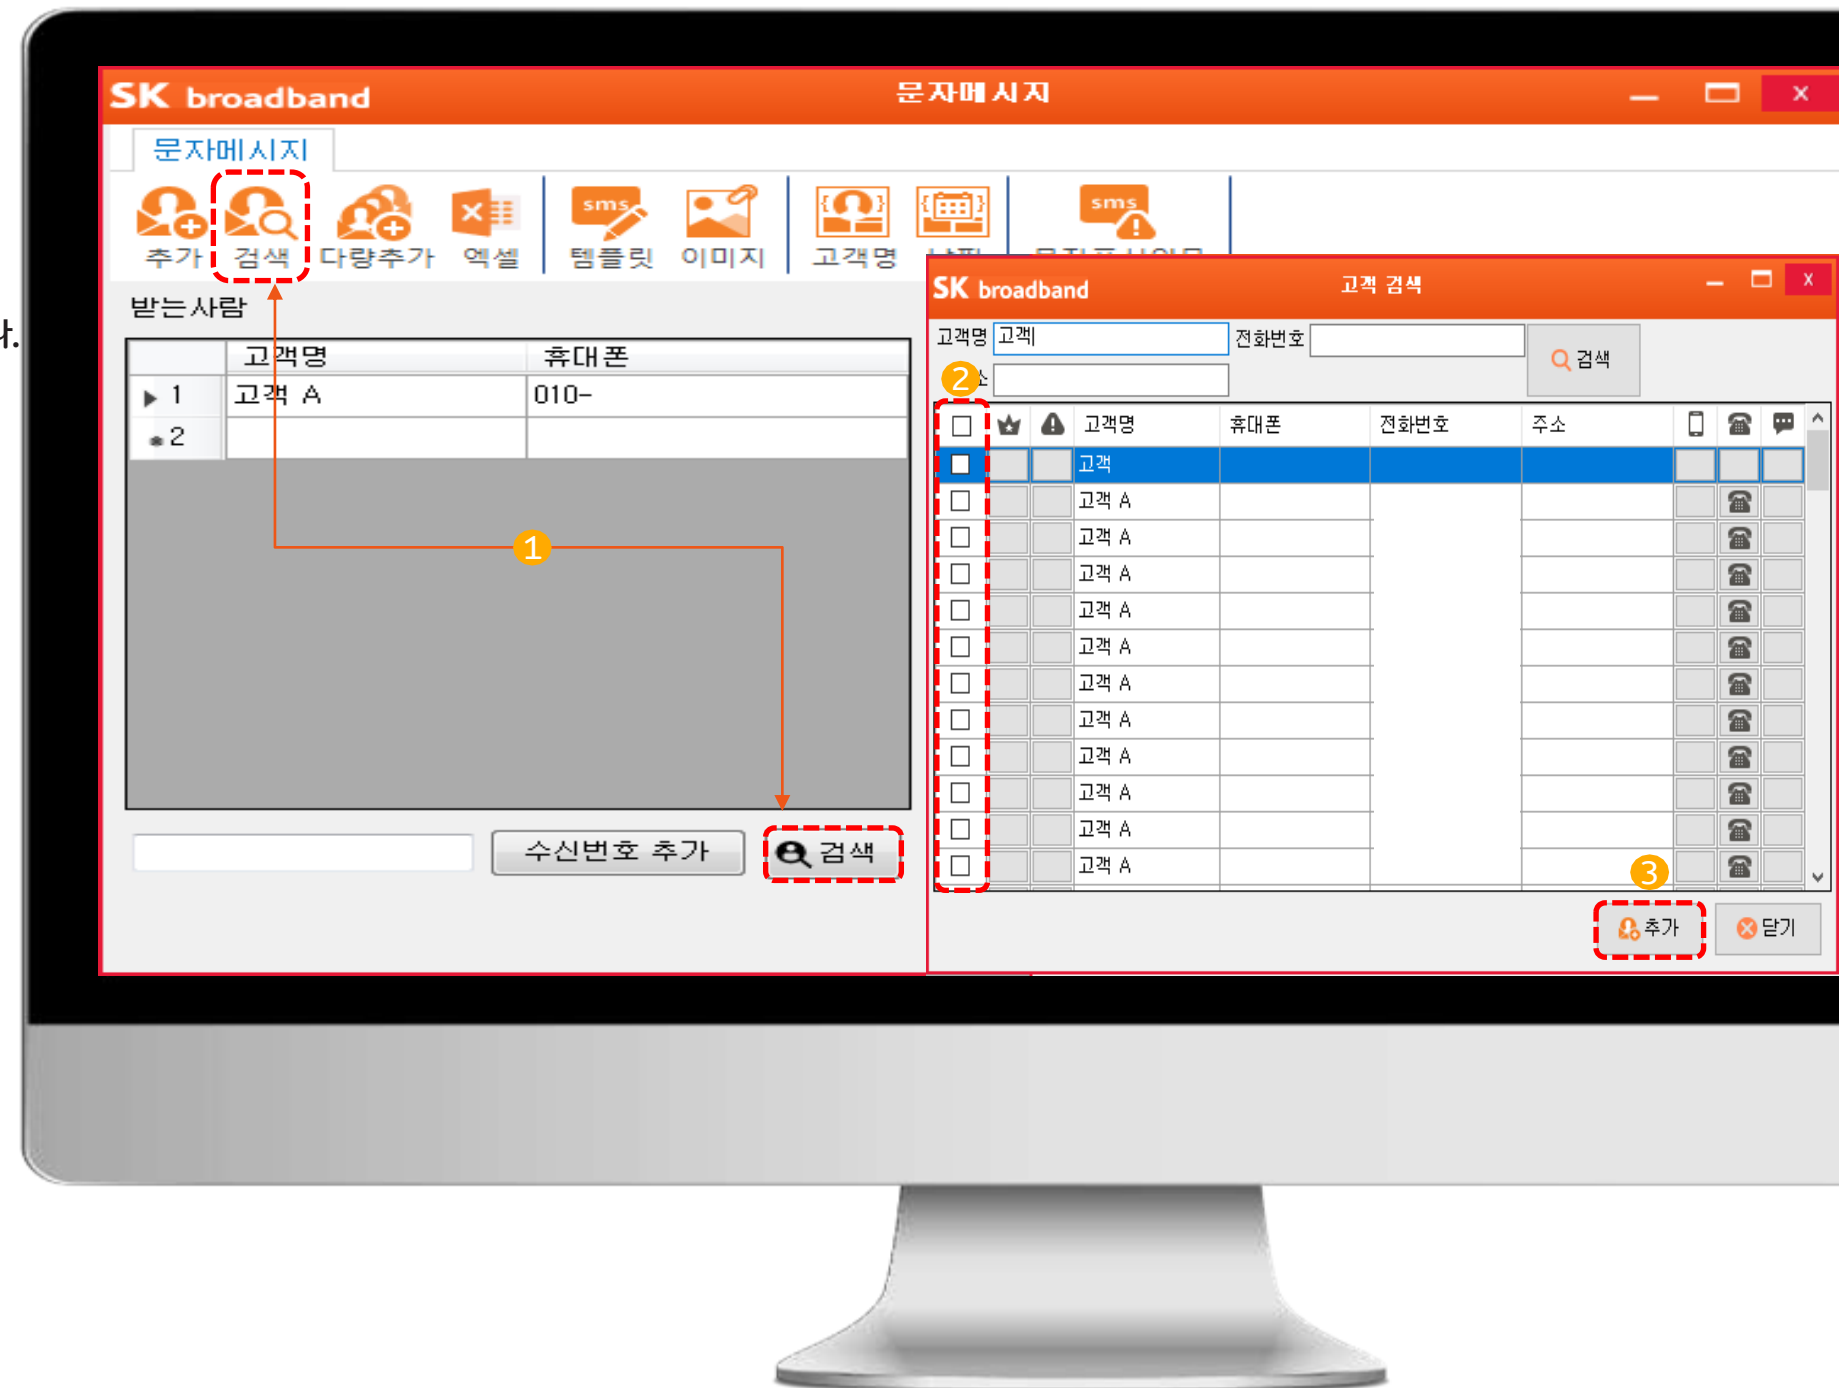 SK broadband 문자메시지
문자메시지
추가 검색 다량추가 엑셀 템플릿 이미지 고객명
sms sms
받는사람
고객명 휴대폰
1 고객 A 010-
2
1
수신번호 추가 검색
SK broadband 고객 검색
고객명 고객 전화번호 검색
2
고객명 휴대폰 전화번호 주소
고객
고객 A
고객 A
고객 A
고객 A
고객 A
고객 A
고객 A
고객 A
고객 A
고객 A
고객 A
3
추가 닫기